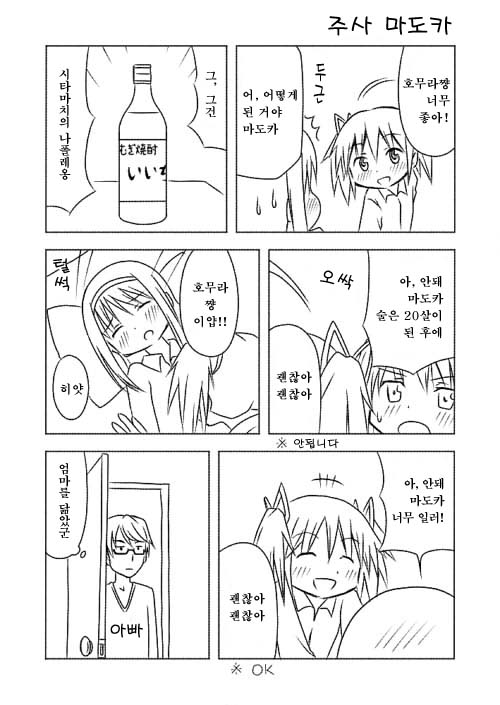 주사 마도카
호무라쨩
너무
좋아!
두근
어, 어떻게
된 거야
마도카
그, 그건
시타마치의 나폴레옹
むぎ焼酎
いいち
아, 안돼
마도카
술은 20살이
된 후에
오싹
괜찮아
괜찮아
※ 안됩니다
호무라
쨩
이얍!!
털썩
히얏
아, 안돼
마도카
너무 일러!
괜찮아
괜찮아
※ OK
엄마를 닮았군
아빠